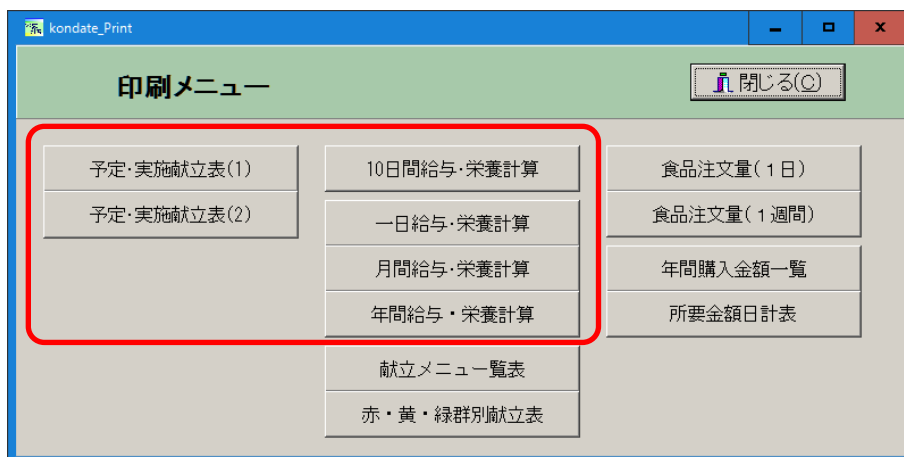 kondate_Print
印刷メニュー
閉じる(C)
予定･実施献立表(1)
予定･実施献立表(2)
10日間給与･栄養計算
一日給与･栄養計算
月間給与･栄養計算
年間給与・栄養計算
献立メニュー覧表
赤・黄・緑群別献立表
食品注文量(1日)
食品注文量(1週間)
年間購入金額一覧
所要金額日計表